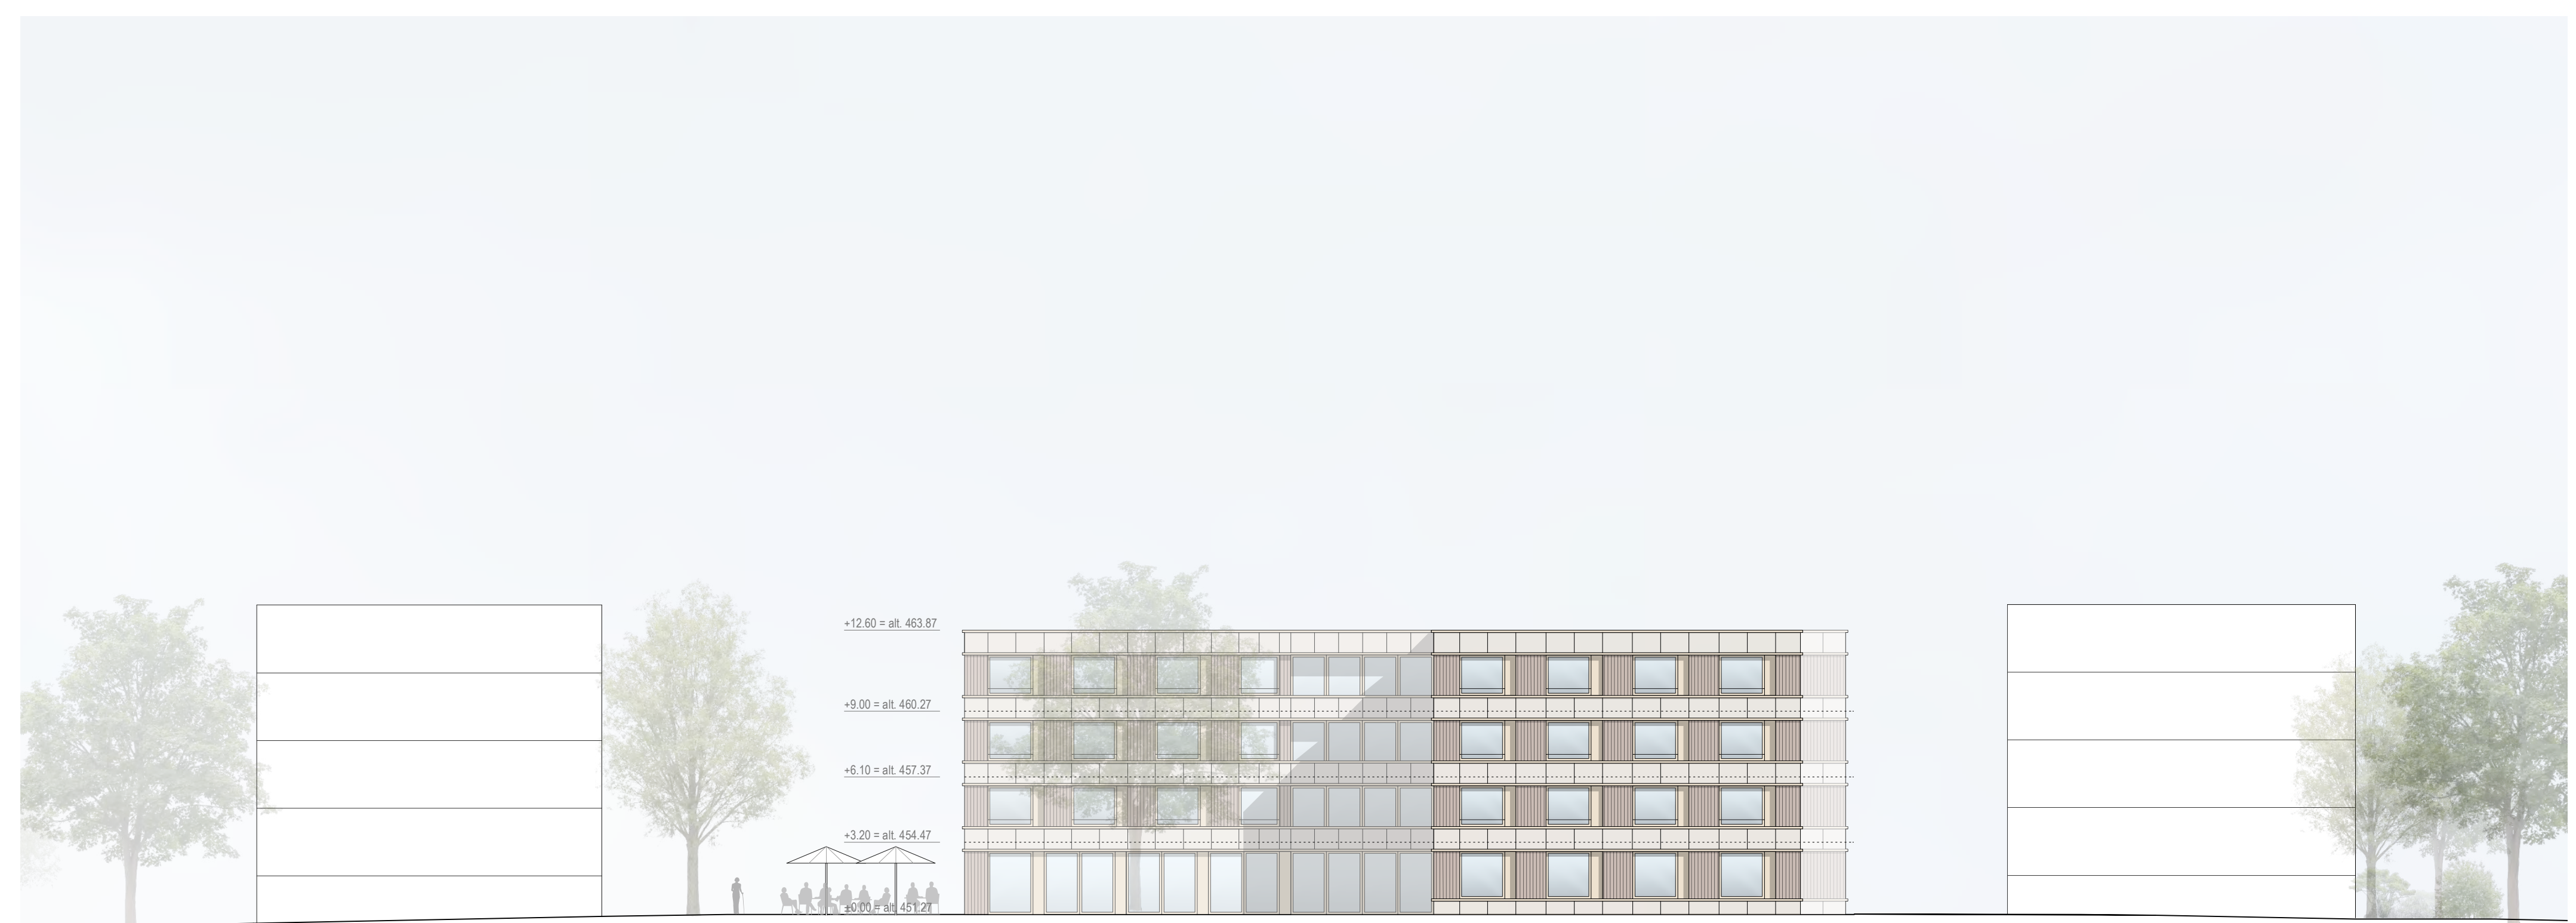 +12.60 = alt. 463.87
+9.00 = alt. 460.27
+6.10 = alt. 457.37
+3.20 = alt. 454.47
±0.00 = alt. 451.27